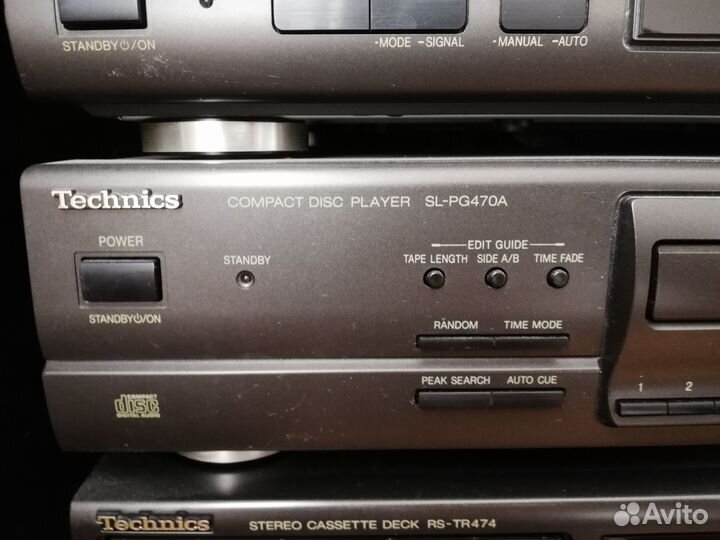 STANDBY⏻/ON
-MODE -SIGNAL
-MANUAL -AUTO
Technics COMPACT DISC PLAYER SL-PG470A
POWER
STANDBY
STANDBY⏻/ON
EDIT GUIDE
TAPE LENGTH SIDE A/B TIME FADE
RANDOM TIME MODE
PEAK SEARCH AUTO CUE
1 2
COMPACT
disc
DIGITAL AUDIO
Technics STEREO CASSETTE DECK RS-TR474
Avito